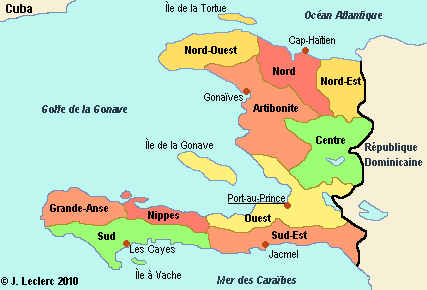 Cuba
Île de la Tortue
Océan Atlantique
Cap-Haïtien
Nord-Ouest
Nord
Nord-Est
Gonaïves
Artibonite
Golfe de la Gonave
Centre
Île de la Gonave
République
Dominicaine
Port-au-Prince
Grande-Anse
Nippes
Ouest
Sud
Sud-Est
Les Cayes
Jacmel
Île à Vache
Mer des Caraïbes
© J. Leclerc 2010